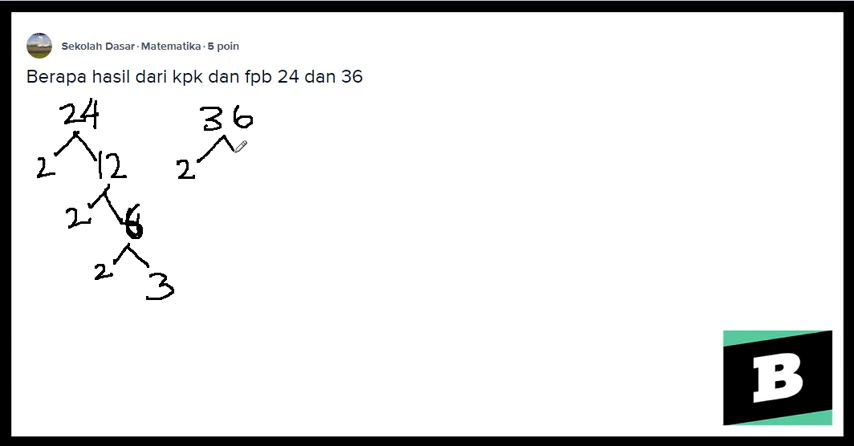 Sekolah Dasar · Matematika · 5 poin
Berapa hasil dari kpk dan fpb 24 dan 36
24 36
2 12 2
2 6
2 3
B